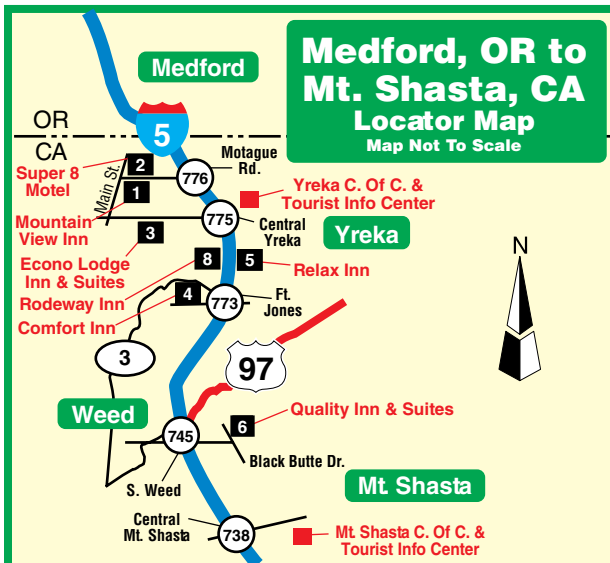 Medford, OR to
Mt. Shasta, CA
Locator Map
Map Not To Scale
Medford
OR
CA
5
Super 8
Motel
2
Main St.
1
Motague
Rd.
776
Mountain
View Inn
Yreka C. Of C. &
Tourist Info Center
775
Central
Yreka
Yreka
3
Econo Lodge
Inn & Suites
N
8
5
Relax Inn
Rodeway Inn
4
Comfort Inn
773
Ft.
Jones
3
97
Weed
Quality Inn & Suites
6
745
Black Butte Dr.
S. Weed
Mt. Shasta
Central
Mt. Shasta
738
Mt. Shasta C. Of C. &
Tourist Info Center